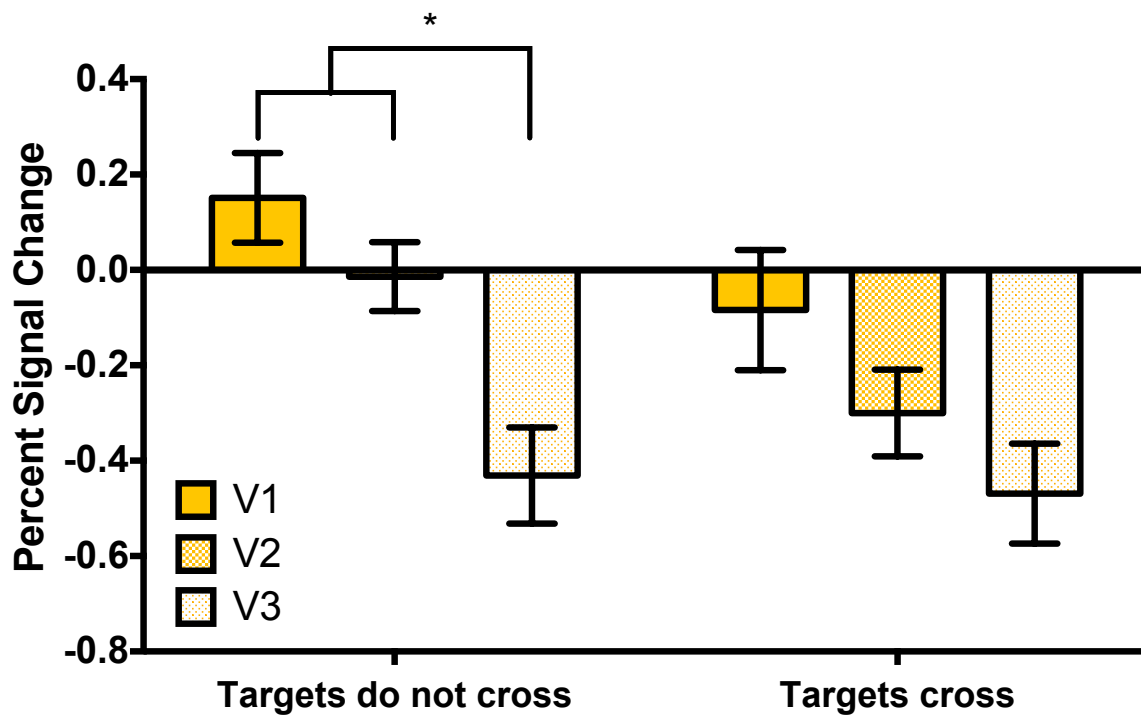 *
0.4
0.2
0.0
-0.2
-0.4
-0.6
-0.8
Percent Signal Change
V1
V2
V3
Targets do not cross
Targets cross